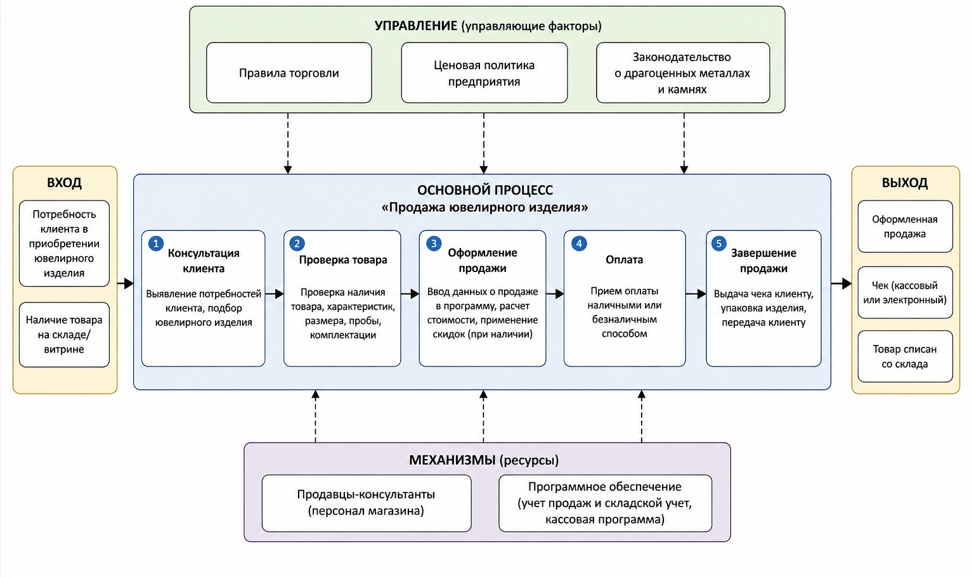 УПРАВЛЕНИЕ (управляющие факторы)
Правила торговли
Ценовая политика
предприятия
Законодательство
о драгоценных металлах
и камнях
ВХОД
Потребность
клиента в
приобретении
ювелирного
изделия
Наличие товара
на складе/
витрине
ОСНОВНОЙ ПРОЦЕСС
«Продажа ювелирного изделия»
1
Консультация
клиента
Выявление потребностей
клиента, подбор
ювелирного изделия
2
Проверка товара
Проверка наличия
товара, характеристик,
размера, пробы,
комплектации
3
Оформление
продажи
Ввод данных о продаже
в программу, расчет
стоимости, применение
скидок (при наличии)
4
Оплата
Прием оплаты
наличными или
безналичным
способом
5
Завершение
продажи
Выдача чека клиенту,
упаковка изделия,
передача клиенту
ВЫХОД
Оформленная
продажа
Чек (кассовый
или электронный)
Товар списан
со склада
МЕХАНИЗМЫ (ресурсы)
Продавцы-консультанты
(персонал магазина)
Программное обеспечение
(учет продаж и складской учет,
кассовая программа)